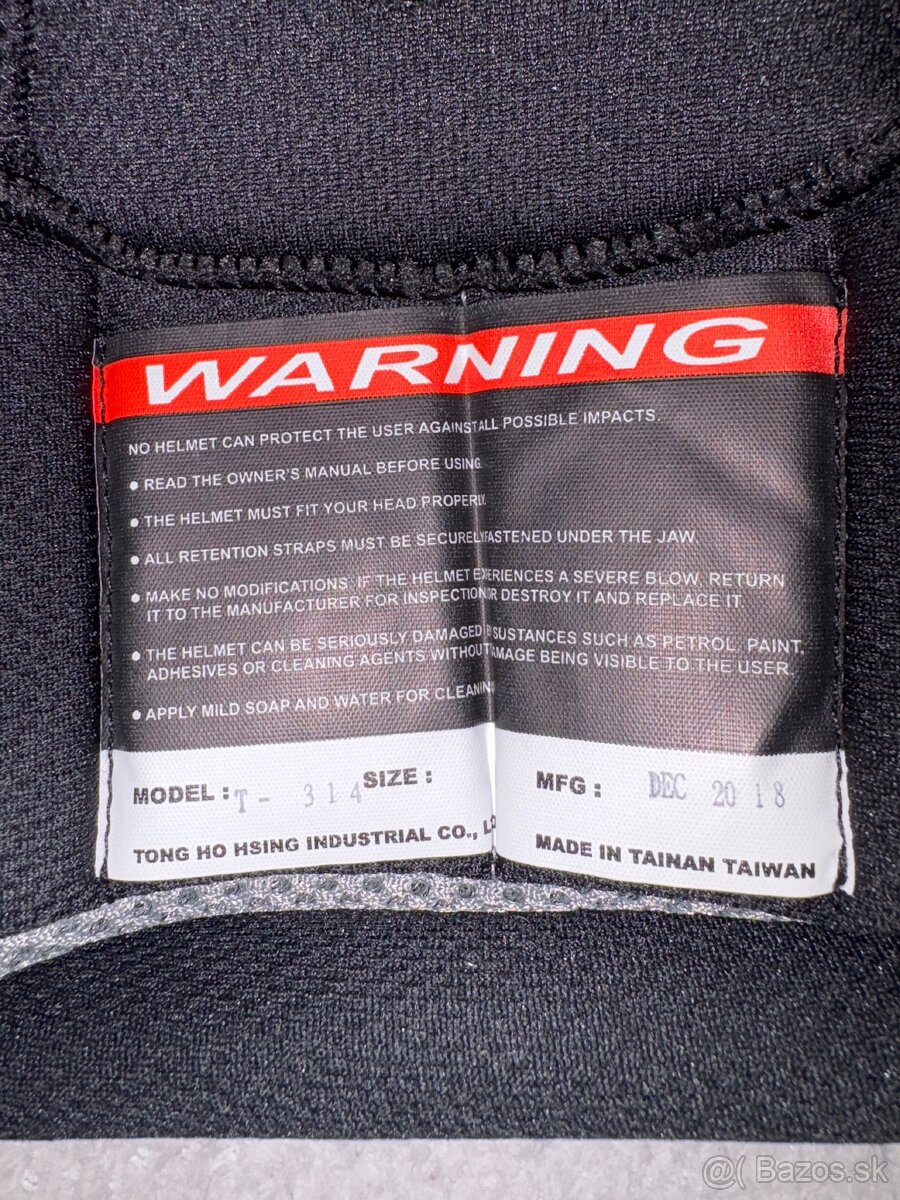 WARNING
NO HELMET CAN PROTECT THE USER AGAINST ALL POSSIBLE IMPACTS.
● READ THE OWNER'S MANUAL BEFORE USING
● THE HELMET MUST FIT YOUR HEAD PROPERLY.
● ALL RETENTION STRAPS MUST BE SECURELY FASTENED UNDER THE JAW.
● MAKE NO MODIFICATIONS. IF THE HELMET EXPERIENCES A SEVERE BLOW, RETURN
IT TO THE MANUFACTURER FOR INSPECTION OR DESTROY IT AND REPLACE IT.
● THE HELMET CAN BE SERIOUSLY DAMAGED SUSTANCES SUCH AS PETROL, PAINT,
ADHESIVES OR CLEANING AGENTS WITHOUT DAMAGE BEING VISIBLE TO THE USER.
● APPLY MILD SOAP AND WATER FOR CLEANING
MODEL : T - 314 SIZE : MFG : DEC 2018
TONG HO HSING INDUSTRIAL CO., MADE IN TAINAN TAIWAN
@( Bazos.sk